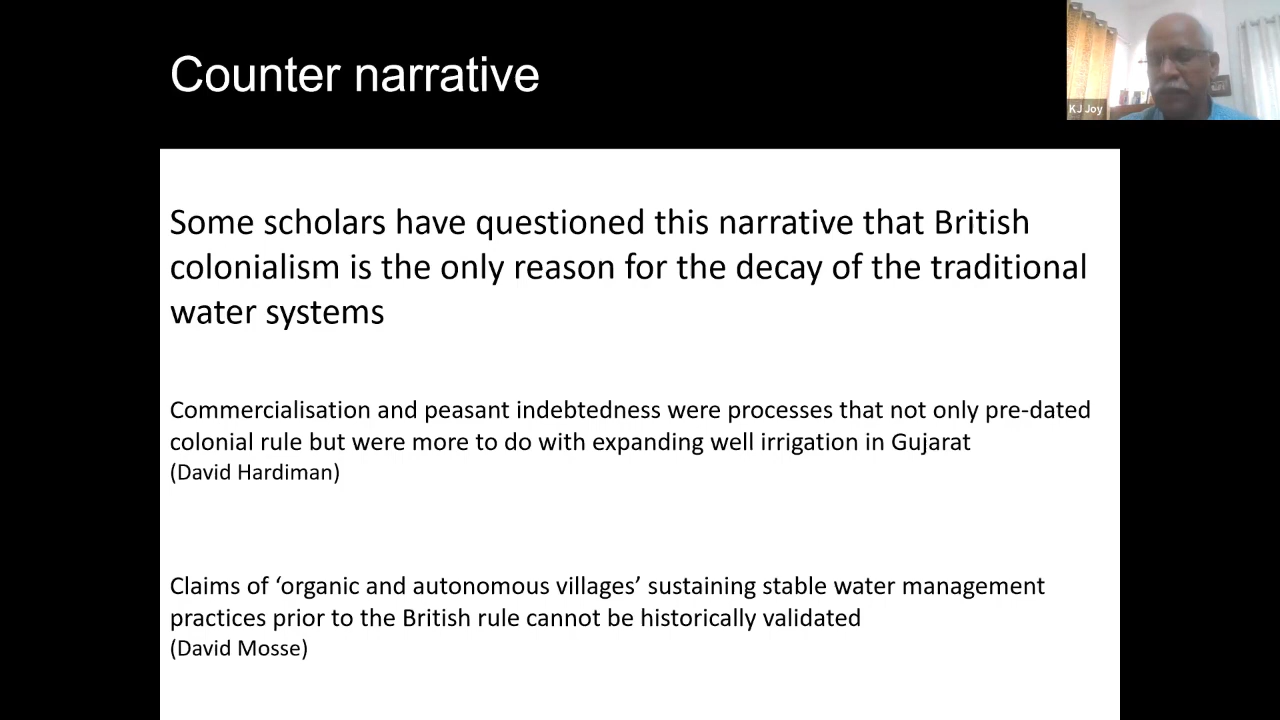 Counter narrative
KJ Joy
Some scholars have questioned this narrative that British
colonialism is the only reason for the decay of the traditional
water systems
Commercialisation and peasant indebtedness were processes that not only pre-dated
colonial rule but were more to do with expanding well irrigation in Gujarat
(David Hardiman)
Claims of ‘organic and autonomous villages’ sustaining stable water management
practices prior to the British rule cannot be historically validated
(David Mosse)